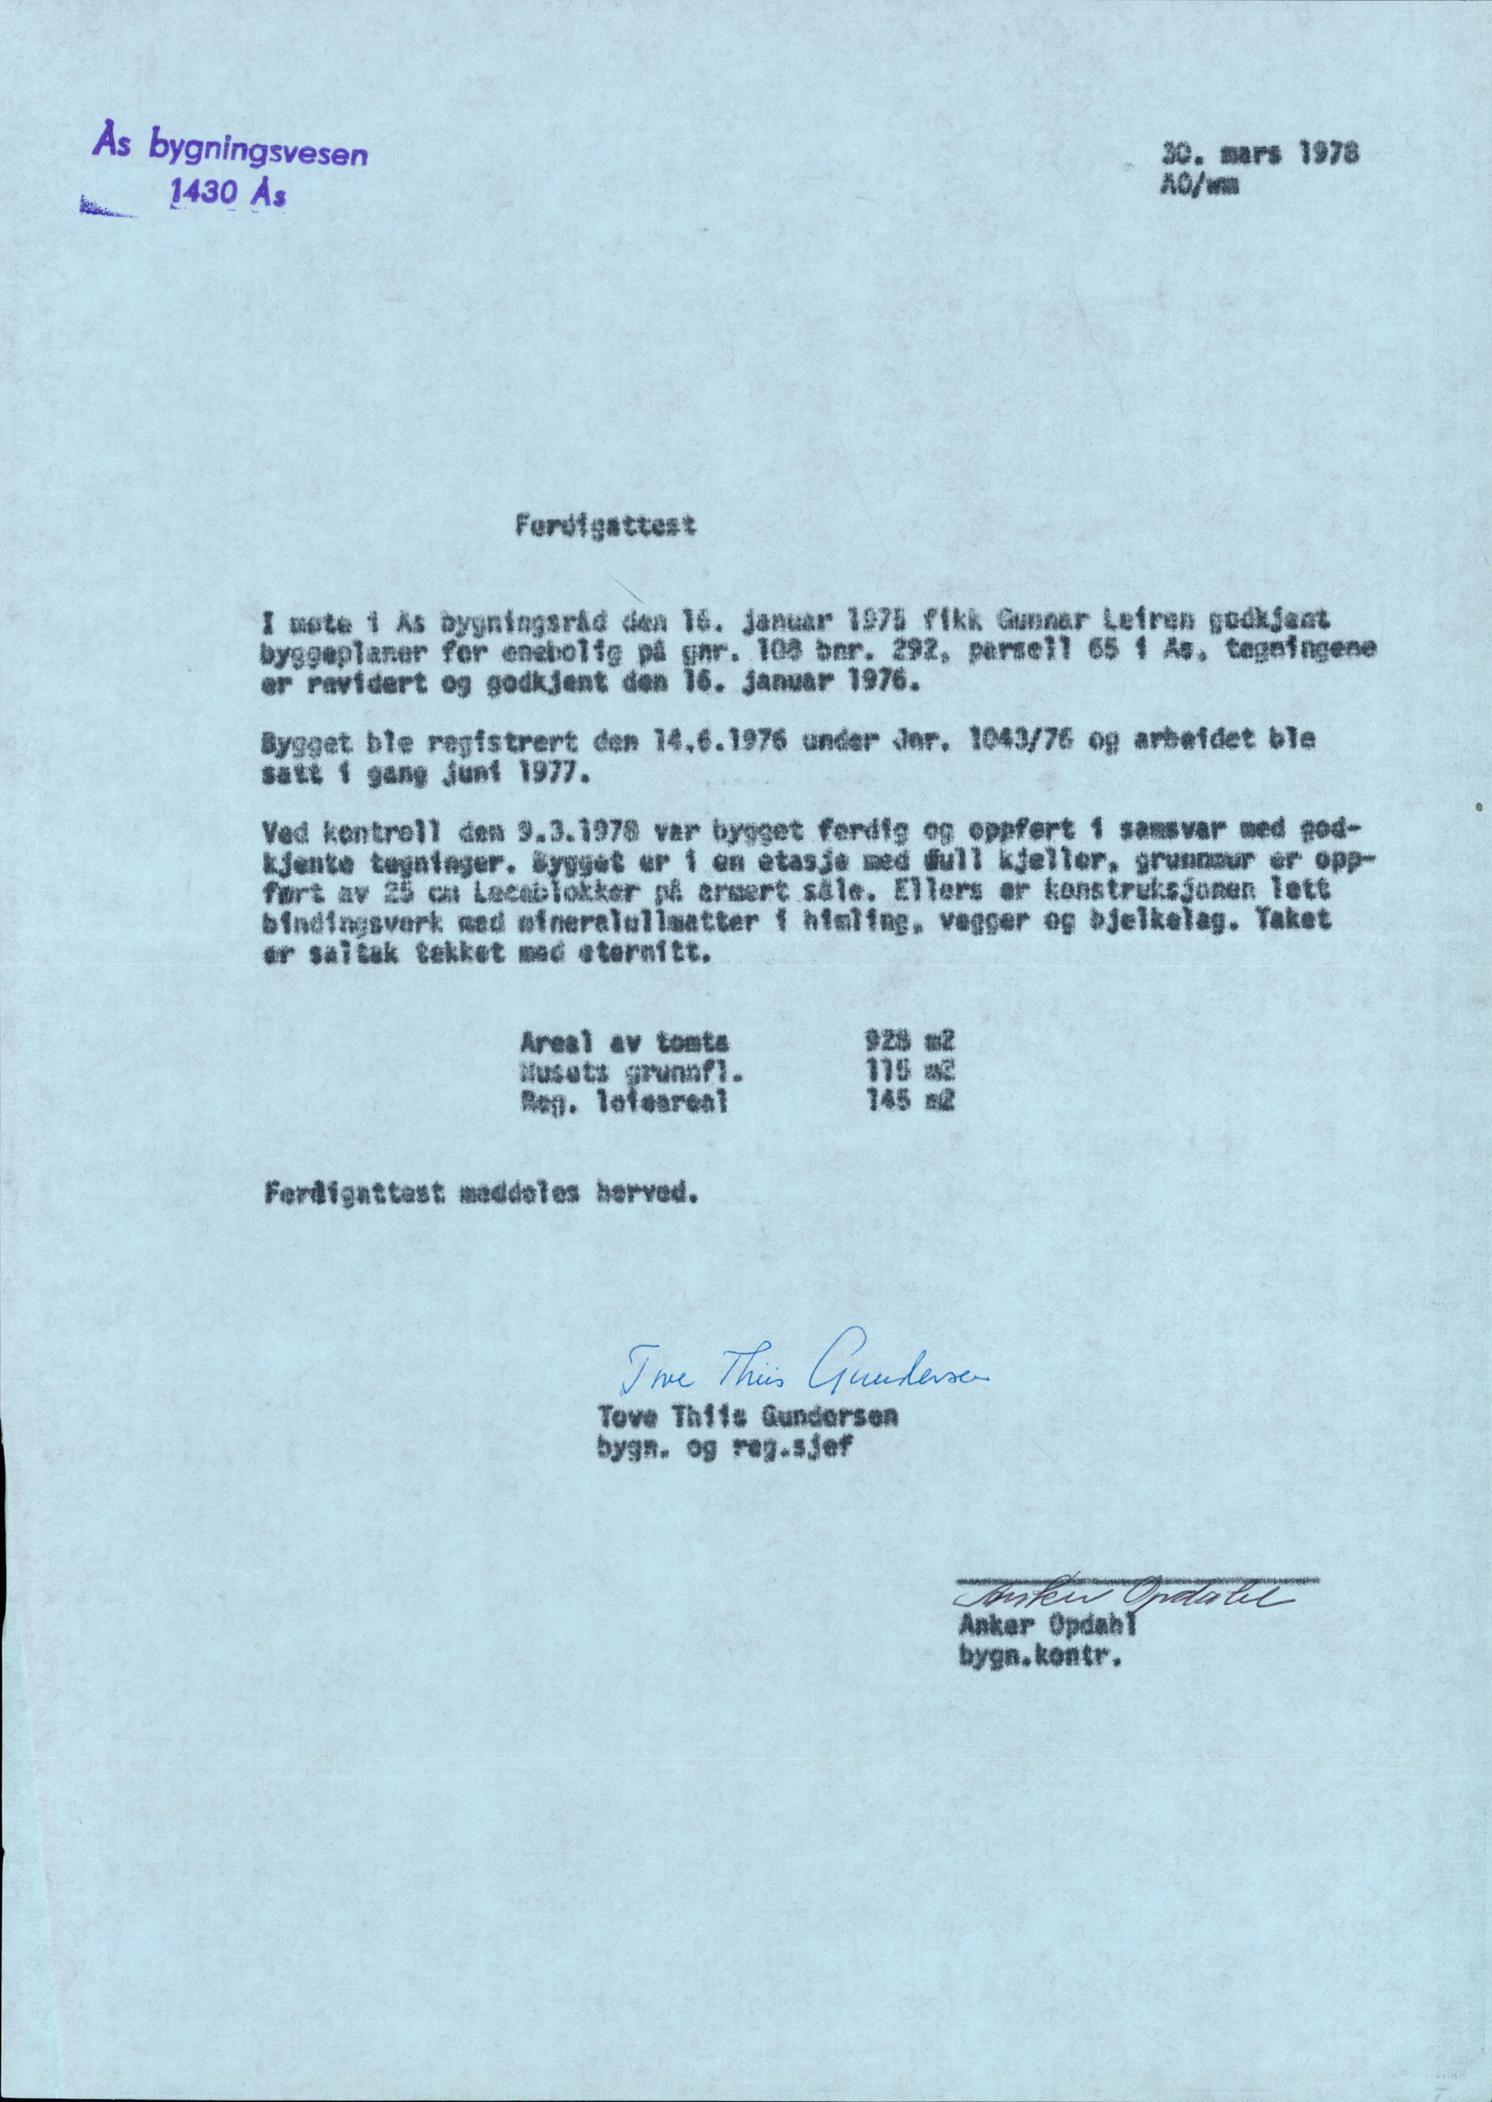 Ås bygningsvesen
1430 Ås
30. mars 1978
AO/wm
Ferdigattest
I møte i Ås bygningsråd den 16. januar 1975 fikk Gunnar Leiren godkjent
byggeplaner for enebolig på gnr. 108 bnr. 292, parsell 65 i Ås, tegningene
er revidert og godkjent den 16. januar 1976.
Bygget ble registrert den 14.6.1976 under Jnr. 1043/76 og arbeidet ble
satt i gang juni 1977.
Ved kontroll den 9.3.1978 var bygget ferdig og oppført i samsvar med god-
kjente tegninger. Bygget er i en etasje med full kjeller, grunnmur er opp-
ført av 25 cm Lecablokker på armert såle. Ellers er konstruksjonen lett
bindingsverk med mineralullmatter i himling, vegger og bjelkelag. Taket
er saltak tekket med eternitt.
Areal av tomta 928 m2
Husets grunnfl. 115 m2
Reg. leieareal 145 m2
Ferdigattest meddeles herved.
Tove Thiis Gundersen
Tove Thiis Gundersen
bygn. og reg.sjef
Anker Opdahl
Anker Opdahl
bygn.kontr.